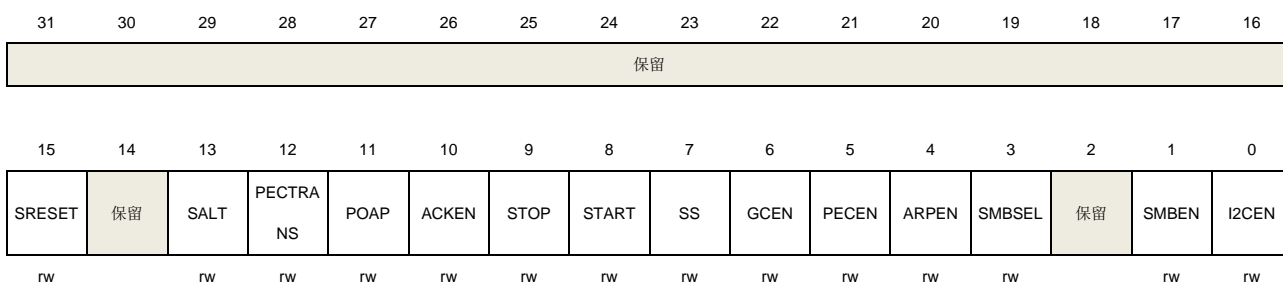 31 30 29 28 27 26 25 24 23 22 21 20 19 18 17 16
保留
15 14 13 12 11 10 9 8 7 6 5 4 3 2 1 0
SRESET 保留 SALT PECTRA POAP ACKEN STOP START SS GCEN PECEN ARPEN SMBSEL 保留 SMBEN I2CEN
NS
rw rw rw rw rw rw rw rw rw rw rw rw rw rw